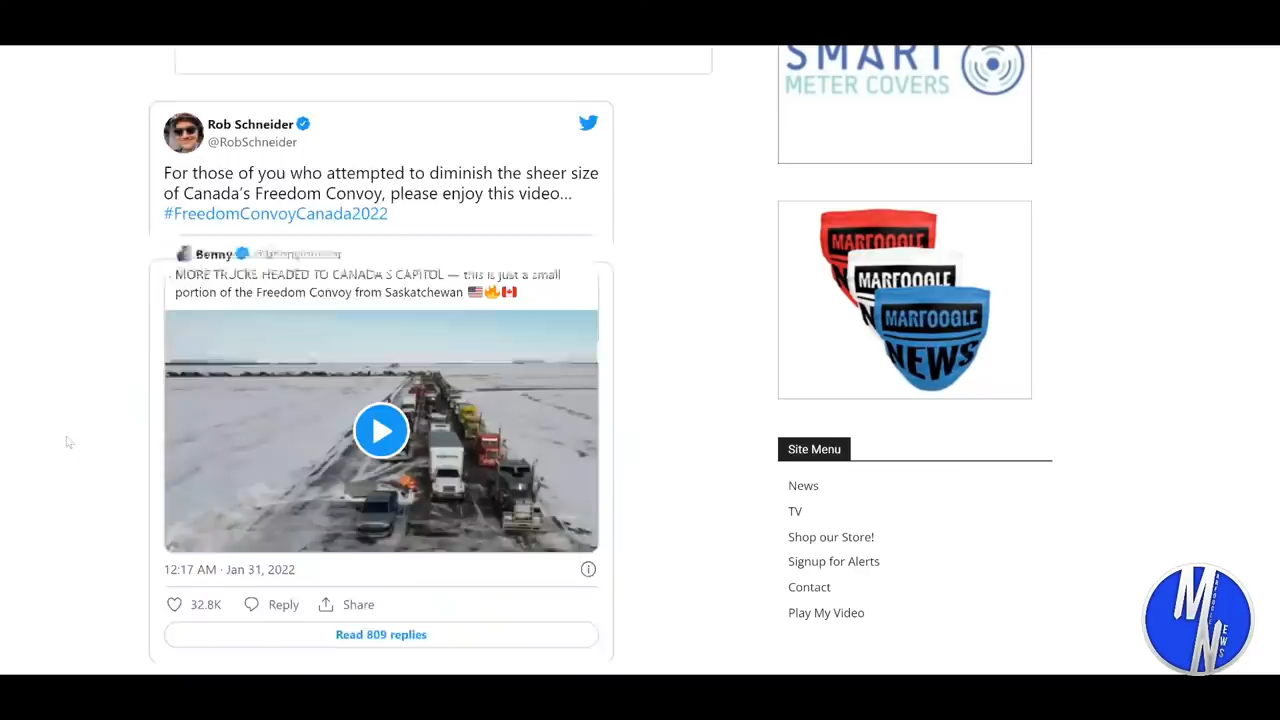 SMART
METER COVERS
Rob Schneider
@RobSchneider
For those of you who attempted to diminish the sheer size
of Canada's Freedom Convoy, please enjoy this video...
#FreedomConvoyCanada2022
Benny
MORE TRUCKS HEADED TO CANADA'S CAPITOL — this is just a small
portion of the Freedom Convoy from Saskatchewan 🇺🇸🔥🇨🇦
12:17 AM · Jan 31, 2022
32.8K Reply Share
Read 809 replies
MARFOOGLE
MARFOOGLE
MARFOOGLE
NEWS
Site Menu
News
TV
Shop our Store!
Signup for Alerts
Contact
Play My Video
MN